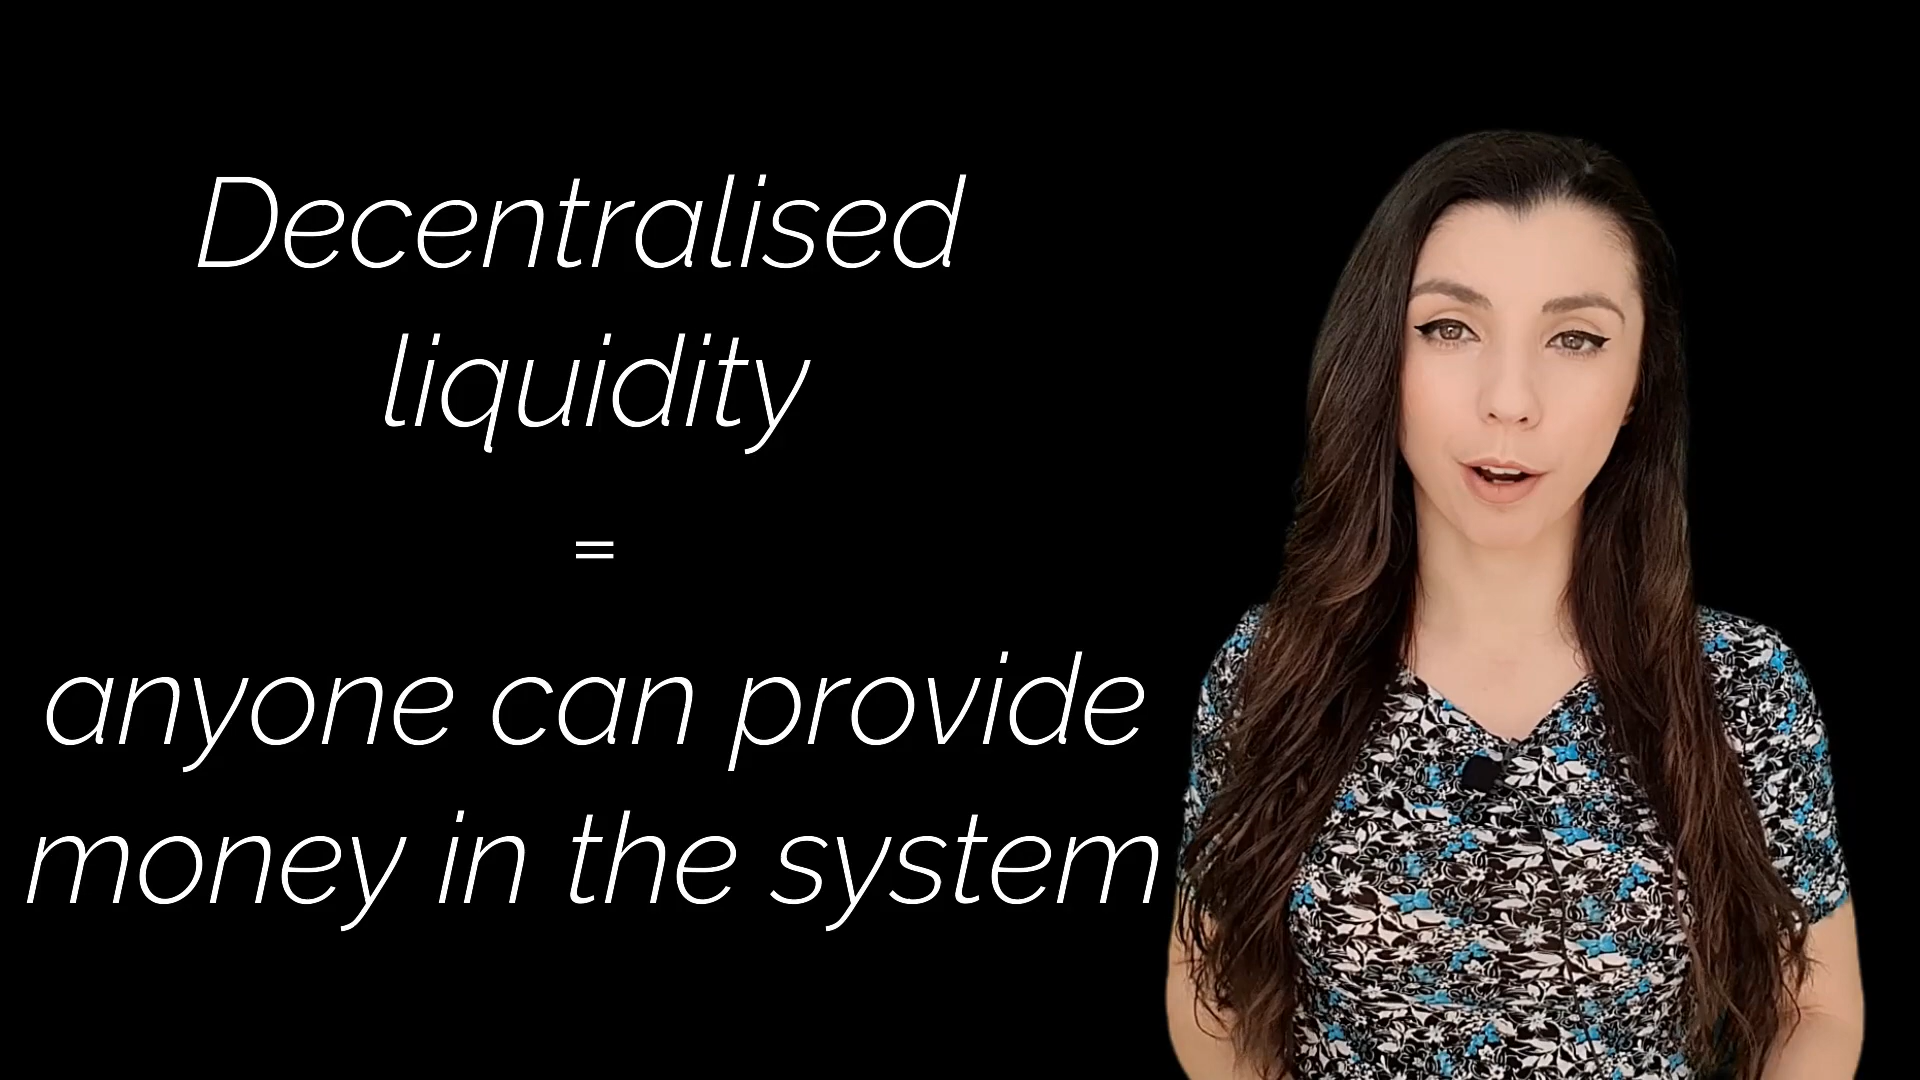 Decentralised
liquidity
=
anyone can provide
money in the system